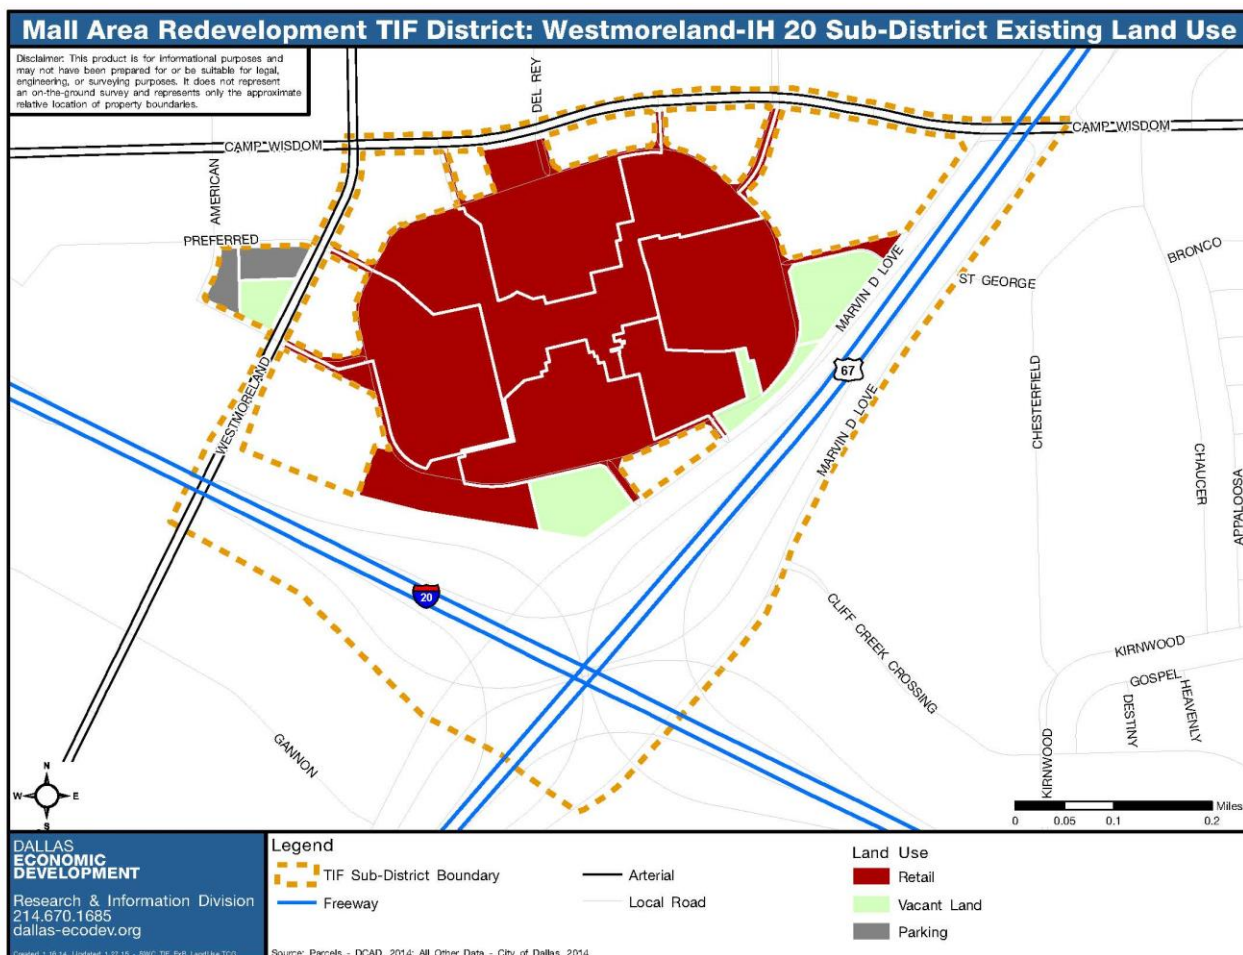 Mall Area Redevelopment TIF District: Westmoreland-IH 20 Sub-District Existing Land Use
Disclaimer: This product is for informational purposes and
may not have been prepared for or be suitable for legal,
engineering, or surveying purposes. It does not represent
an on-the-ground survey and represents only the approximate
relative location of property boundaries.
DEL REY
CAMP WISDOM
CAMP WISDOM
AMERICAN
PREFERRED
BRONCO
MARVIN D LOVE
ST GEORGE
67
WESTMORELAND
CHESTERFIELD
MARVIN D LOVE
CHAUCER
APPALOOSA
20
CLIFF CREEK CROSSING
KIRNWOOD
GOSPEL
HEAVENLY
DESTINY
GANNON
KIRNWOOD
N
W E
S
Miles
0 0.05 0.1 0.2
DALLAS
ECONOMIC
DEVELOPMENT
Research & Information Division
214.670.1685
dallas-ecodev.org
Legend
TIF Sub-District Boundary
Freeway
Arterial
Local Road
Land Use
Retail
Vacant Land
Parking
Source: Parcels - DCAD, 2014; All Other Data - City of Dallas, 2014